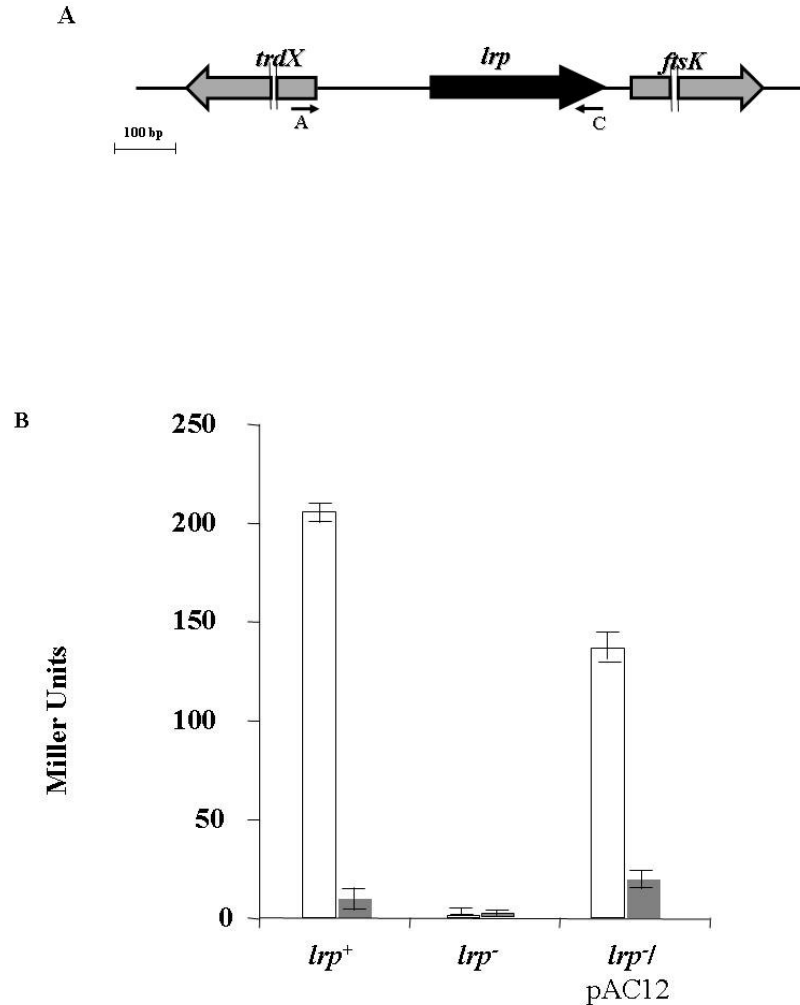 A
trdX lrp ftsK
A C
100 bp
B
250
200
150
100
50
0
Miller Units
lrp+ lrp- lrp-/
pAC12